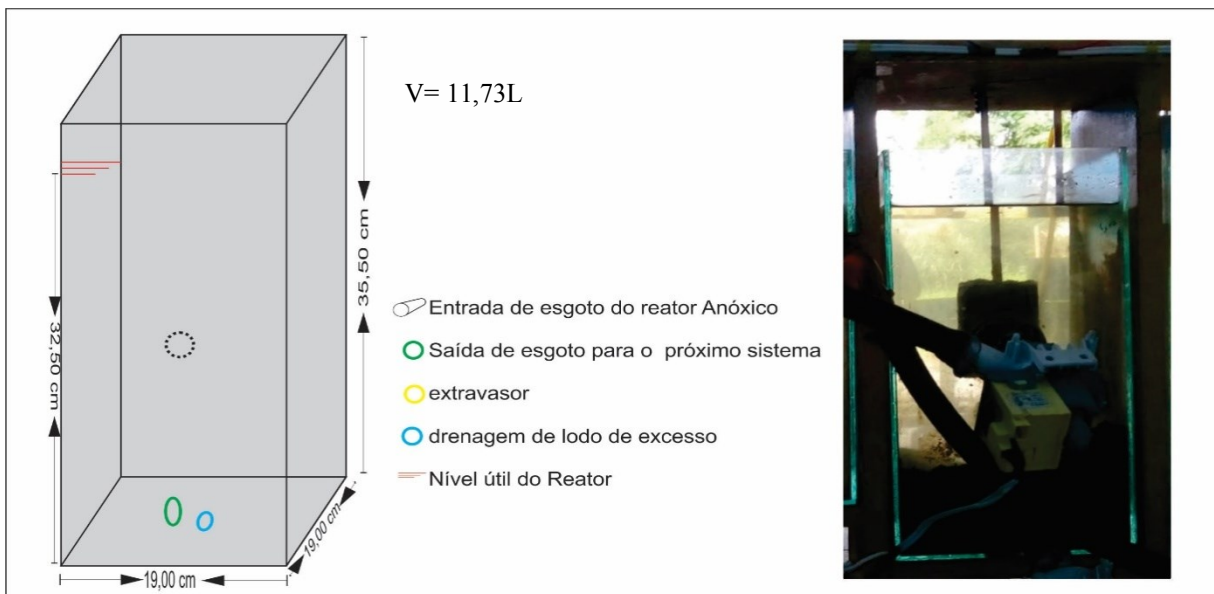 V= 11,73L
35,50 cm
32,50 cm
19,00 cm
19,00 cm
Entrada de esgoto do reator Anóxico
Saída de esgoto para o próximo sistema
extravasor
drenagem de lodo de excesso
Nível útil do Reator